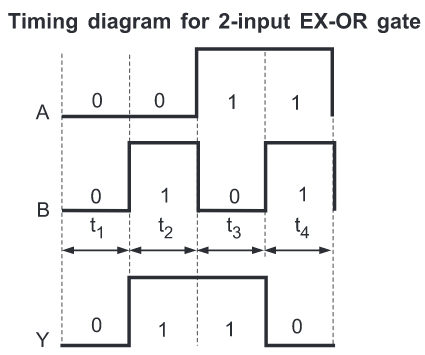 Timing diagram for 2-input EX-OR gate
A 0 0 1 1
B 0 1 0 1
t1 t2 t3 t4
Y 0 1 1 0